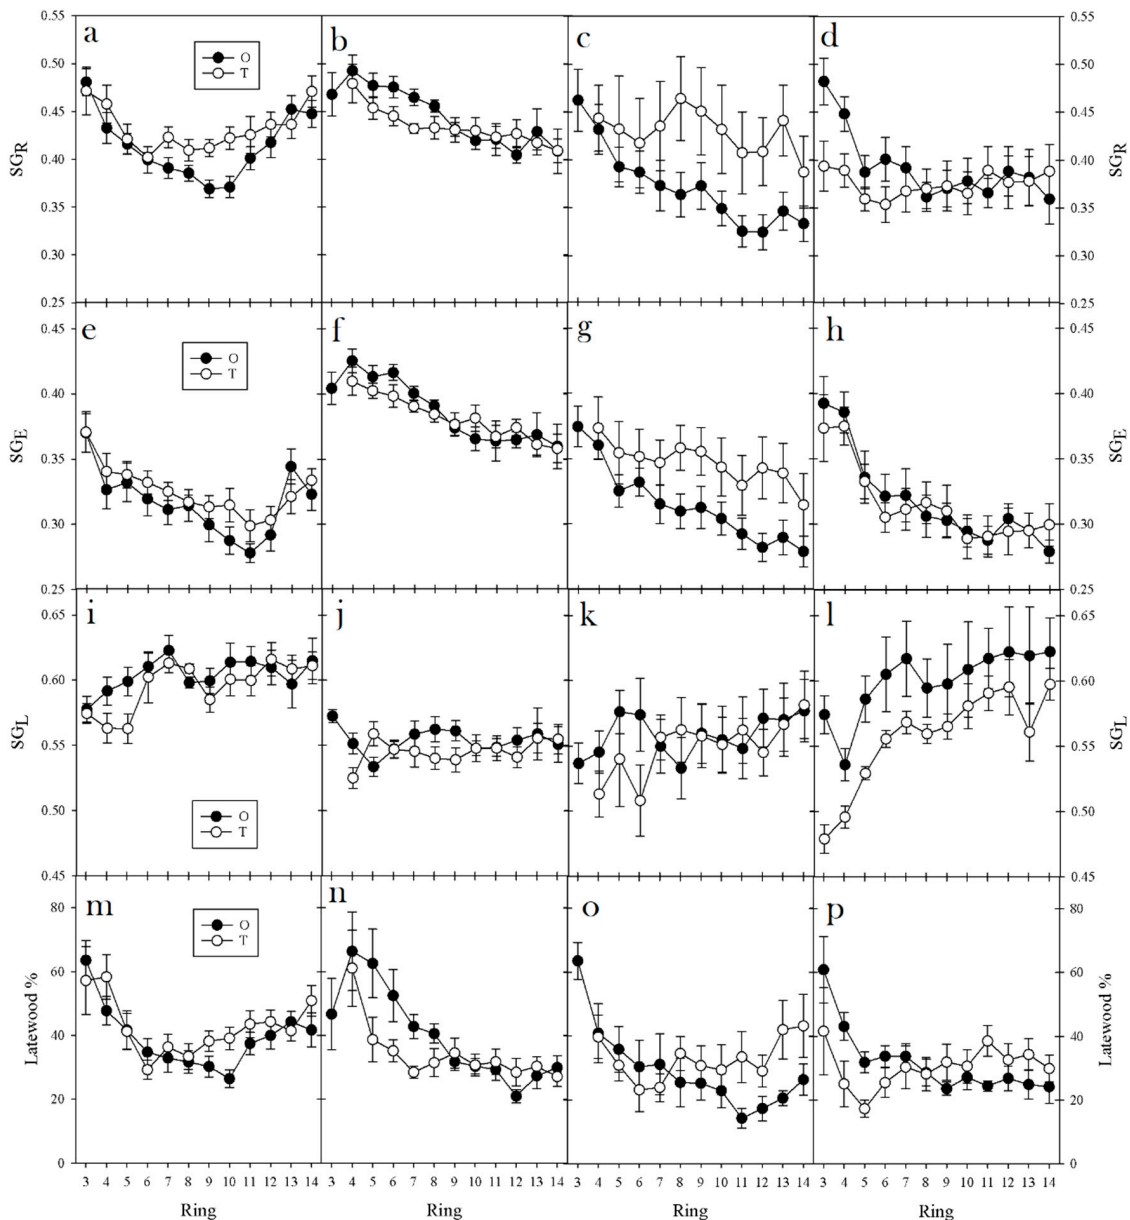 0.55 0.55
a b c d
O
T
0.50 0.50
0.45 0.45
SGR SGR
0.40 0.40
0.35 0.35
0.30 0.30
0.25 0.25
e f g h
0.45 0.45
O
T
0.40 0.40
SGE SGE
0.35 0.35
0.30 0.30
0.25 0.25
i j k l
0.65 0.65
0.60 0.60
SGL SGL
0.55 0.55
0.50 0.50
O
T
0.45 0.45
m n o p
80 80
O
T
60 60
Latewood % Latewood %
40 40
20 20
0 0
3 4 5 6 7 8 9 10 11 12 13 14 3 4 5 6 7 8 9 10 11 12 13 14 3 4 5 6 7 8 9 10 11 12 13 14 3 4 5 6 7 8 9 10 11 12 13 14
Ring Ring Ring Ring